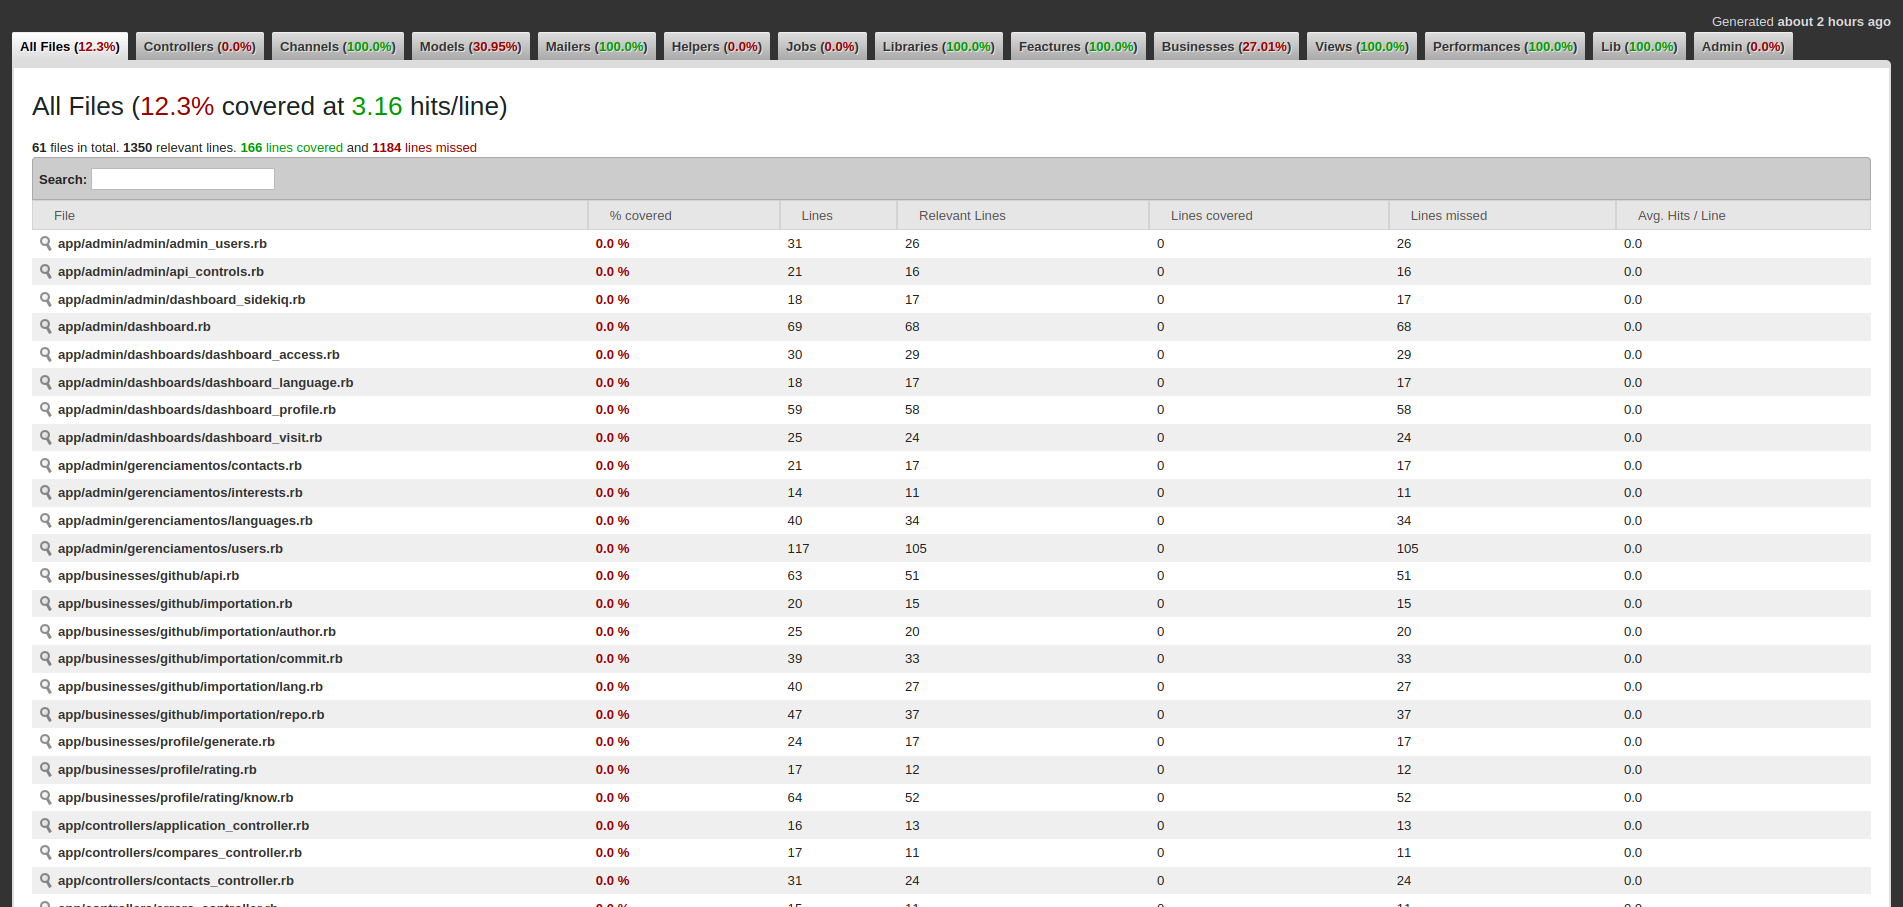 Generated about 2 hours ago
All Files (12.3%) Controllers (0.0%) Channels (100.0%) Models (30.95%) Mailers (100.0%) Helpers (0.0%) Jobs (0.0%) Libraries (100.0%) Feactures (100.0%) Businesses (27.01%) Views (100.0%) Performances (100.0%) Lib (100.0%) Admin (0.0%)
All Files (12.3% covered at 3.16 hits/line)
61 files in total. 1350 relevant lines. 166 lines covered and 1184 lines missed
Search:
File % covered Lines Relevant Lines Lines covered Lines missed Avg. Hits / Line
app/admin/admin/admin_users.rb 0.0 % 31 26 0 26 0.0
app/admin/admin/api_controls.rb 0.0 % 21 16 0 16 0.0
app/admin/admin/dashboard_sidekiq.rb 0.0 % 18 17 0 17 0.0
app/admin/dashboard.rb 0.0 % 69 68 0 68 0.0
app/admin/dashboards/dashboard_access.rb 0.0 % 30 29 0 29 0.0
app/admin/dashboards/dashboard_language.rb 0.0 % 18 17 0 17 0.0
app/admin/dashboards/dashboard_profile.rb 0.0 % 59 58 0 58 0.0
app/admin/dashboards/dashboard_visit.rb 0.0 % 25 24 0 24 0.0
app/admin/gerenciamentos/contacts.rb 0.0 % 21 17 0 17 0.0
app/admin/gerenciamentos/interests.rb 0.0 % 14 11 0 11 0.0
app/admin/gerenciamentos/languages.rb 0.0 % 40 34 0 34 0.0
app/admin/gerenciamentos/users.rb 0.0 % 117 105 0 105 0.0
app/businesses/github/api.rb 0.0 % 63 51 0 51 0.0
app/businesses/github/importation.rb 0.0 % 20 15 0 15 0.0
app/businesses/github/importation/author.rb 0.0 % 25 20 0 20 0.0
app/businesses/github/importation/commit.rb 0.0 % 39 33 0 33 0.0
app/businesses/github/importation/lang.rb 0.0 % 40 27 0 27 0.0
app/businesses/github/importation/repo.rb 0.0 % 47 37 0 37 0.0
app/businesses/profile/generate.rb 0.0 % 24 17 0 17 0.0
app/businesses/profile/rating.rb 0.0 % 17 12 0 12 0.0
app/businesses/profile/rating/know.rb 0.0 % 64 52 0 52 0.0
app/controllers/application_controller.rb 0.0 % 16 13 0 13 0.0
app/controllers/compares_controller.rb 0.0 % 17 11 0 11 0.0
app/controllers/contacts_controller.rb 0.0 % 31 24 0 24 0.0